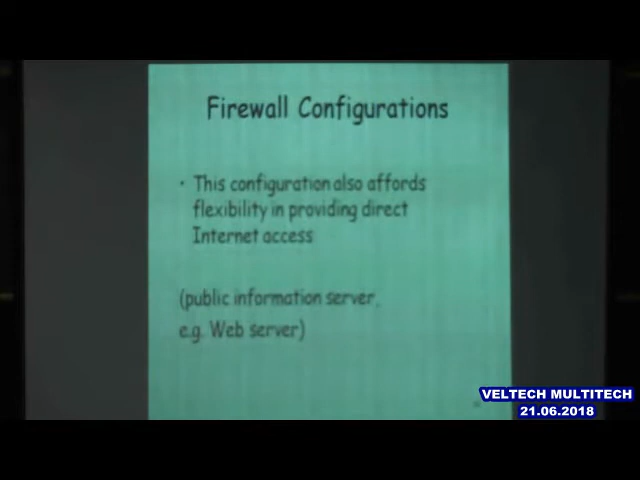 Firewall Configurations
• This configuration also affords
flexibility in providing direct
Internet access
(public information server,
e.g. Web server)
VELTECH MULTITECH
21.06.2018